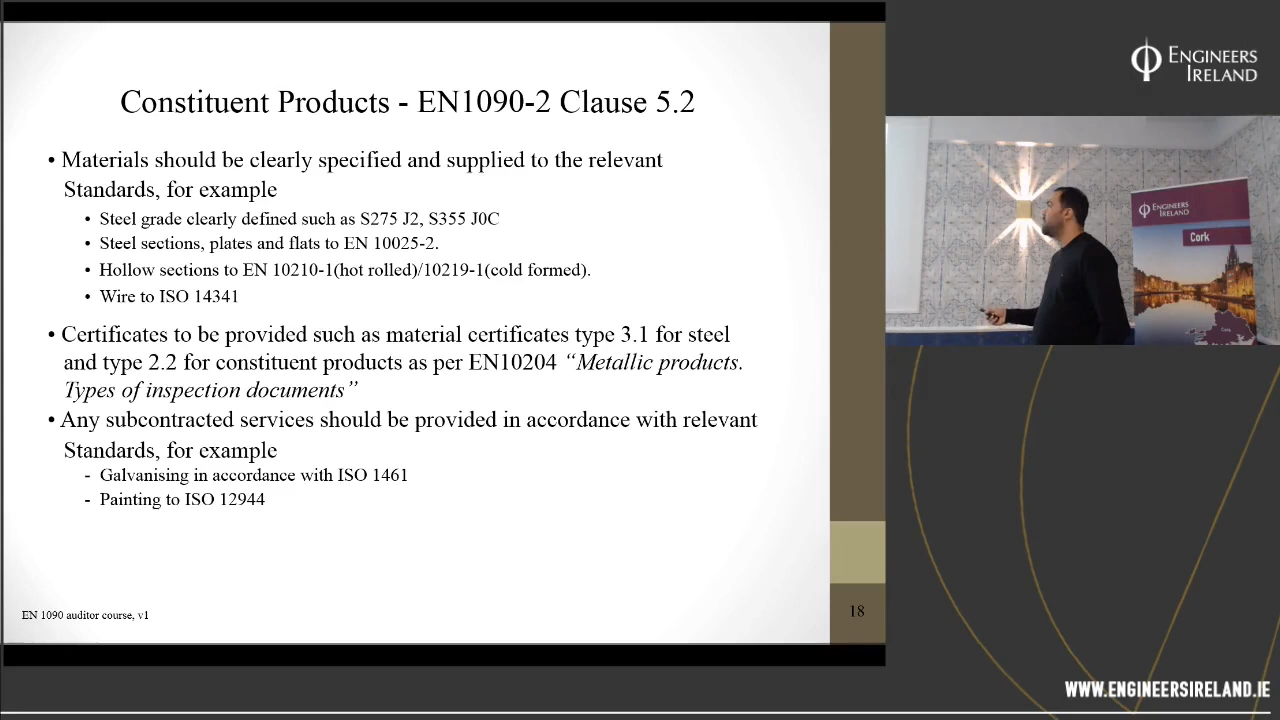 Constituent Products - EN1090-2 Clause 5.2
• Materials should be clearly specified and supplied to the relevant
Standards, for example
• Steel grade clearly defined such as S275 J2, S355 J0C
• Steel sections, plates and flats to EN 10025-2.
• Hollow sections to EN 10210-1(hot rolled)/10219-1(cold formed).
• Wire to ISO 14341
• Certificates to be provided such as material certificates type 3.1 for steel
and type 2.2 for constituent products as per EN10204 “Metallic products.
Types of inspection documents”
• Any subcontracted services should be provided in accordance with relevant
Standards, for example
- Galvanising in accordance with ISO 1461
- Painting to ISO 12944
EN 1090 auditor course, v1
18
ENGINEERS
IRELAND
ENGINEERS
IRELAND
Cork
WWW.ENGINEERSIRELAND.IE